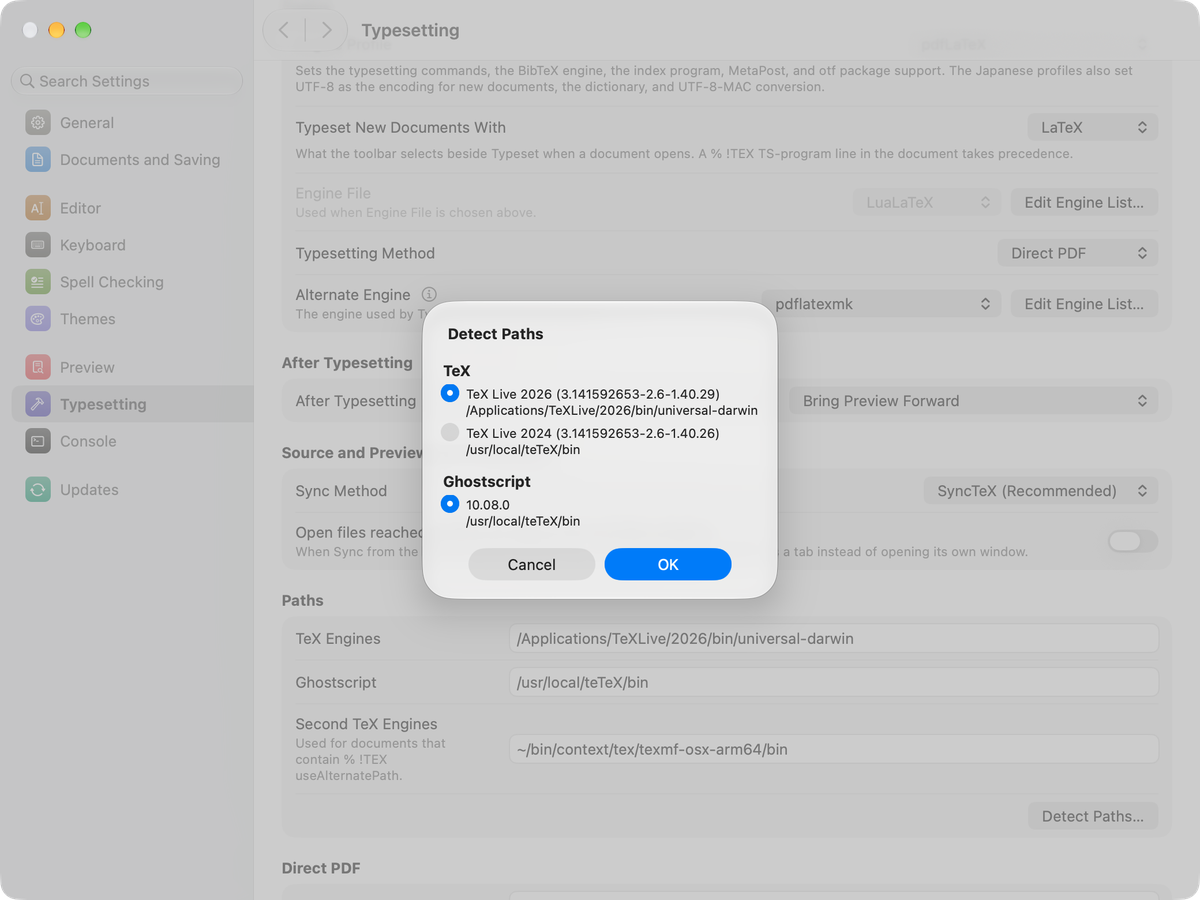 Typesetting
Search Settings
General
Documents and Saving
Editor
Keyboard
Spell Checking
Themes
Preview
Typesetting
Console
Updates
Sets the typesetting commands, the BibTeX engine, the index program, MetaPost, and otf package support. The Japanese profiles also set
UTF-8 as the encoding for new documents, the dictionary, and UTF-8-MAC conversion.
Typeset New Documents With
LaTeX
What the toolbar selects beside Typeset when a document opens. A % !TEX TS-program line in the document takes precedence.
Engine File
Used when Engine File is chosen above.
LuaLaTeX
Edit Engine List...
Typesetting Method
Direct PDF
Alternate Engine
The engine used by
pdflatexmk
Edit Engine List...
After Typesetting
After Typesetting
Bring Preview Forward
Source and Preview
Sync Method
SyncTeX (Recommended)
Open files reached
When Sync from the
a tab instead of opening its own window.
Detect Paths
TeX
TeX Live 2026 (3.141592653-2.6-1.40.29)
/Applications/TeXLive/2026/bin/universal-darwin
TeX Live 2024 (3.141592653-2.6-1.40.26)
/usr/local/teTeX/bin
Ghostscript
10.08.0
/usr/local/teTeX/bin
Cancel
OK
Paths
TeX Engines
/Applications/TeXLive/2026/bin/universal-darwin
Ghostscript
/usr/local/teTeX/bin
Second TeX Engines
Used for documents that
contain % !TEX
useAlternatePath.
~/bin/context/tex/texmf-osx-arm64/bin
Detect Paths...
Direct PDF